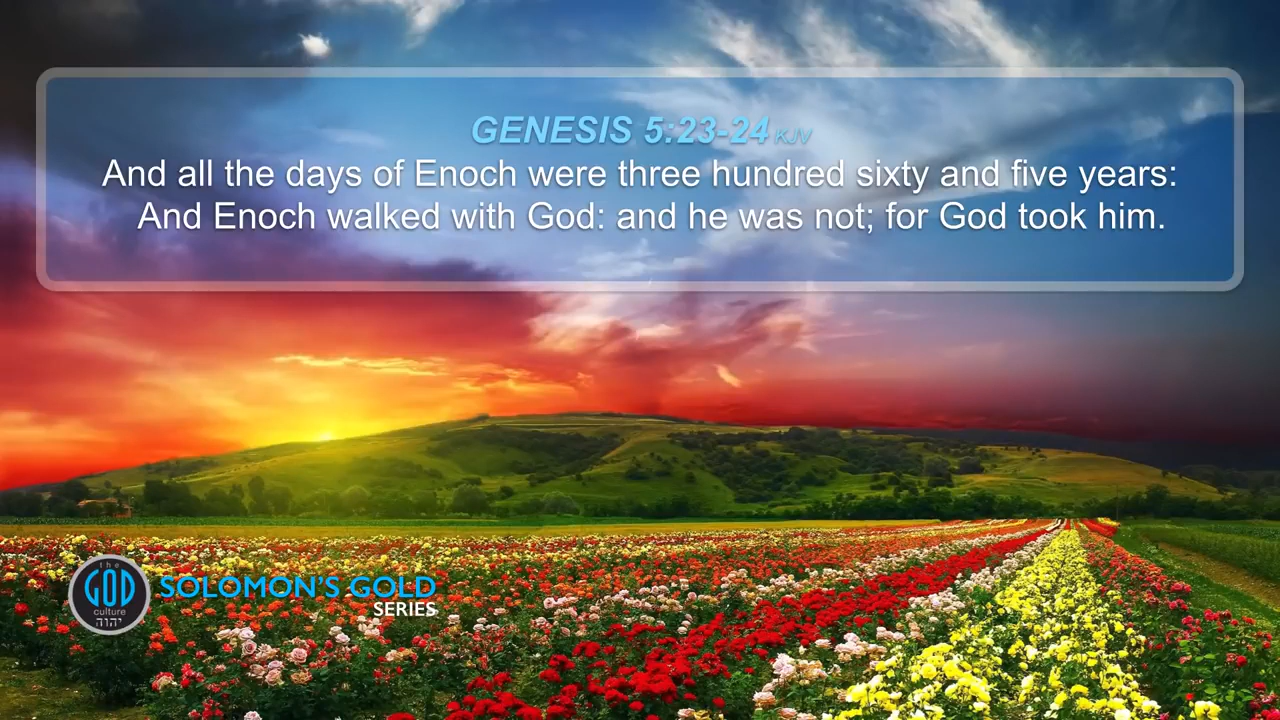 GENESIS 5:23-24 KJV
And all the days of Enoch were three hundred sixty and five years:
And Enoch walked with God: and he was not; for God took him.
the
GOD
culture
יהוה
SOLOMON'S GOLD
SERIES